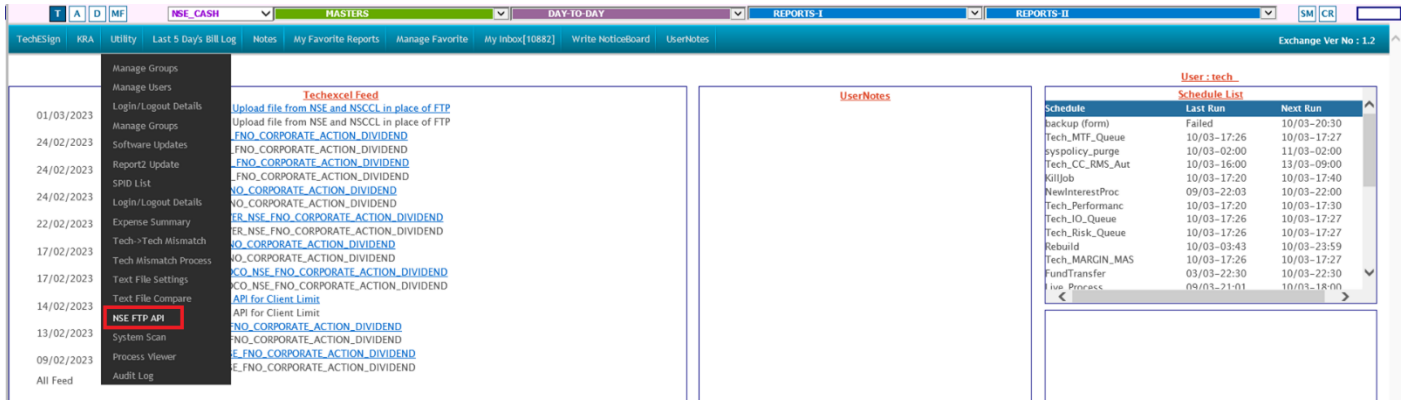 T A D MF NSE_CASH MASTERS DAY-TO-DAY REPORTS-I REPORTS-II SM CR
TechESign KRA Utility Last 5 Day's Bill Log Notes My Favorite Reports Manage Favorite My Inbox[10882] Write NoticeBoard UserNotes Exchange Ver No : 1.2
Manage Groups
Manage Users
Login/Logout Details
Manage Groups
Software Updates
Report2 Update
SPID List
Login/Logout Details
Expense Summary
Tech->Tech Mismatch
Tech Mismatch Process
Text File Settings
Text File Compare
NSE FTP API
System Scan
Process Viewer
Audit Log
Techexcel Feed
01/03/2023 Upload file from NSE and NSCCL in place of FTP
Upload file from NSE and NSCCL in place of FTP
24/02/2023 _FNO_CORPORATE_ACTION_DIVIDEND
_FNO_CORPORATE_ACTION_DIVIDEND
24/02/2023 _FNO_CORPORATE_ACTION_DIVIDEND
_FNO_CORPORATE_ACTION_DIVIDEND
24/02/2023 NO_CORPORATE_ACTION_DIVIDEND
NO_CORPORATE_ACTION_DIVIDEND
22/02/2023 ER_NSE_FNO_CORPORATE_ACTION_DIVIDEND
ER_NSE_FNO_CORPORATE_ACTION_DIVIDEND
17/02/2023 NO_CORPORATE_ACTION_DIVIDEND
NO_CORPORATE_ACTION_DIVIDEND
17/02/2023 CO_NSE_FNO_CORPORATE_ACTION_DIVIDEND
CO_NSE_FNO_CORPORATE_ACTION_DIVIDEND
14/02/2023 API for Client Limit
API for Client Limit
13/02/2023 FNO_CORPORATE_ACTION_DIVIDEND
FNO_CORPORATE_ACTION_DIVIDEND
09/02/2023 E_FNO_CORPORATE_ACTION_DIVIDEND
E_FNO_CORPORATE_ACTION_DIVIDEND
All Feed
UserNotes
User : tech
Schedule List
Schedule Last Run Next Run
backup (form) Failed 10/03-20:30
Tech_MTF_Queue 10/03-17:26 10/03-17:27
syspolicy_purge 10/03-02:00 11/03-02:00
Tech_CC_RMS_Aut 10/03-16:00 13/03-09:00
KillJob 10/03-17:20 10/03-17:40
NewInterestProc 09/03-22:03 10/03-22:00
Tech_Performanc 10/03-17:20 10/03-17:30
Tech_IO_Queue 10/03-17:26 10/03-17:27
Tech_Risk_Queue 10/03-17:26 10/03-17:27
Rebuild 10/03-03:43 10/03-23:59
Tech_MARGIN_MAS 10/03-17:26 10/03-17:27
FundTransfer 03/03-22:30 10/03-22:30
Live_Process 09/03-21:01 10/03-18:00